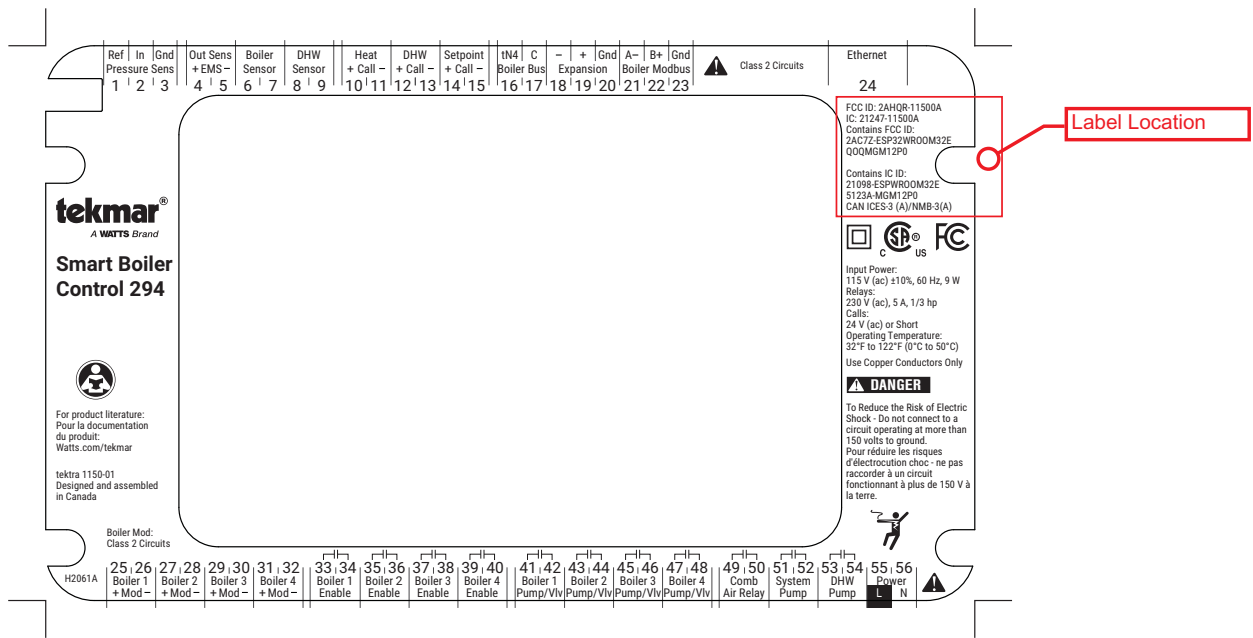 Ref In Gnd Out Sens Boiler DHW Heat DHW Setpoint tN4 C – + Gnd A– B+ Gnd Class 2 Circuits Ethernet
Pressure Sens + EMS – Sensor Sensor + Call – + Call – + Call – Boiler Bus Expansion Boiler Modbus
1 2 3 4 5 6 7 8 9 10 11 12 13 14 15 16 17 18 19 20 21 22 23 24
FCC ID: 2AHQR-11500A
IC: 21247-11500A
Contains FCC ID:
2AC7Z-ESP32WROOM32E
QOQMGM12P0
Contains IC ID:
21098-ESPWROOM32E
5123A-MGM12P0
CAN ICES-3 (A)/NMB-3(A)
Label Location
tekmar®
A WATTS Brand
Smart Boiler
Control 294
C SA ® US FC
Input Power:
115 V (ac) ±10%, 60 Hz, 9 W
Relays:
230 V (ac), 5 A, 1/3 hp
Calls:
24 V (ac) or Short
Operating Temperature:
32°F to 122°F (0°C to 50°C)
Use Copper Conductors Only
DANGER
To Reduce the Risk of Electric
Shock - Do not connect to a
circuit operating at more than
150 volts to ground.
Pour réduire les risques
d'électrocution choc - ne pas
raccorder à un circuit
fonctionnant à plus de 150 V à
la terre.
For product literature:
Pour la documentation
du produit:
Watts.com/tekmar
tektra 1150-01
Designed and assembled
in Canada
Boiler Mod:
Class 2 Circuits
H2061A
25 26 27 28 29 30 31 32 33 34 35 36 37 38 39 40 41 42 43 44 45 46 47 48 49 50 51 52 53 54 55 56
Boiler 1 Boiler 2 Boiler 3 Boiler 4 Boiler 1 Boiler 2 Boiler 3 Boiler 4 Boiler 1 Boiler 2 Boiler 3 Boiler 4 Comb System DHW Power
+ Mod – + Mod – + Mod – + Mod – Enable Enable Enable Enable Pump/Vlv Pump/Vlv Pump/Vlv Pump/Vlv Air Relay Pump Pump L N